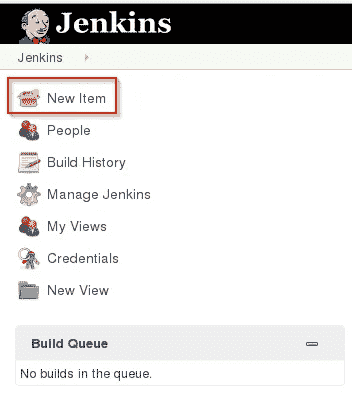 Jenkins
Jenkins
New Item
People
Build History
Manage Jenkins
My Views
Credentials
New View
Build Queue
No builds in the queue.